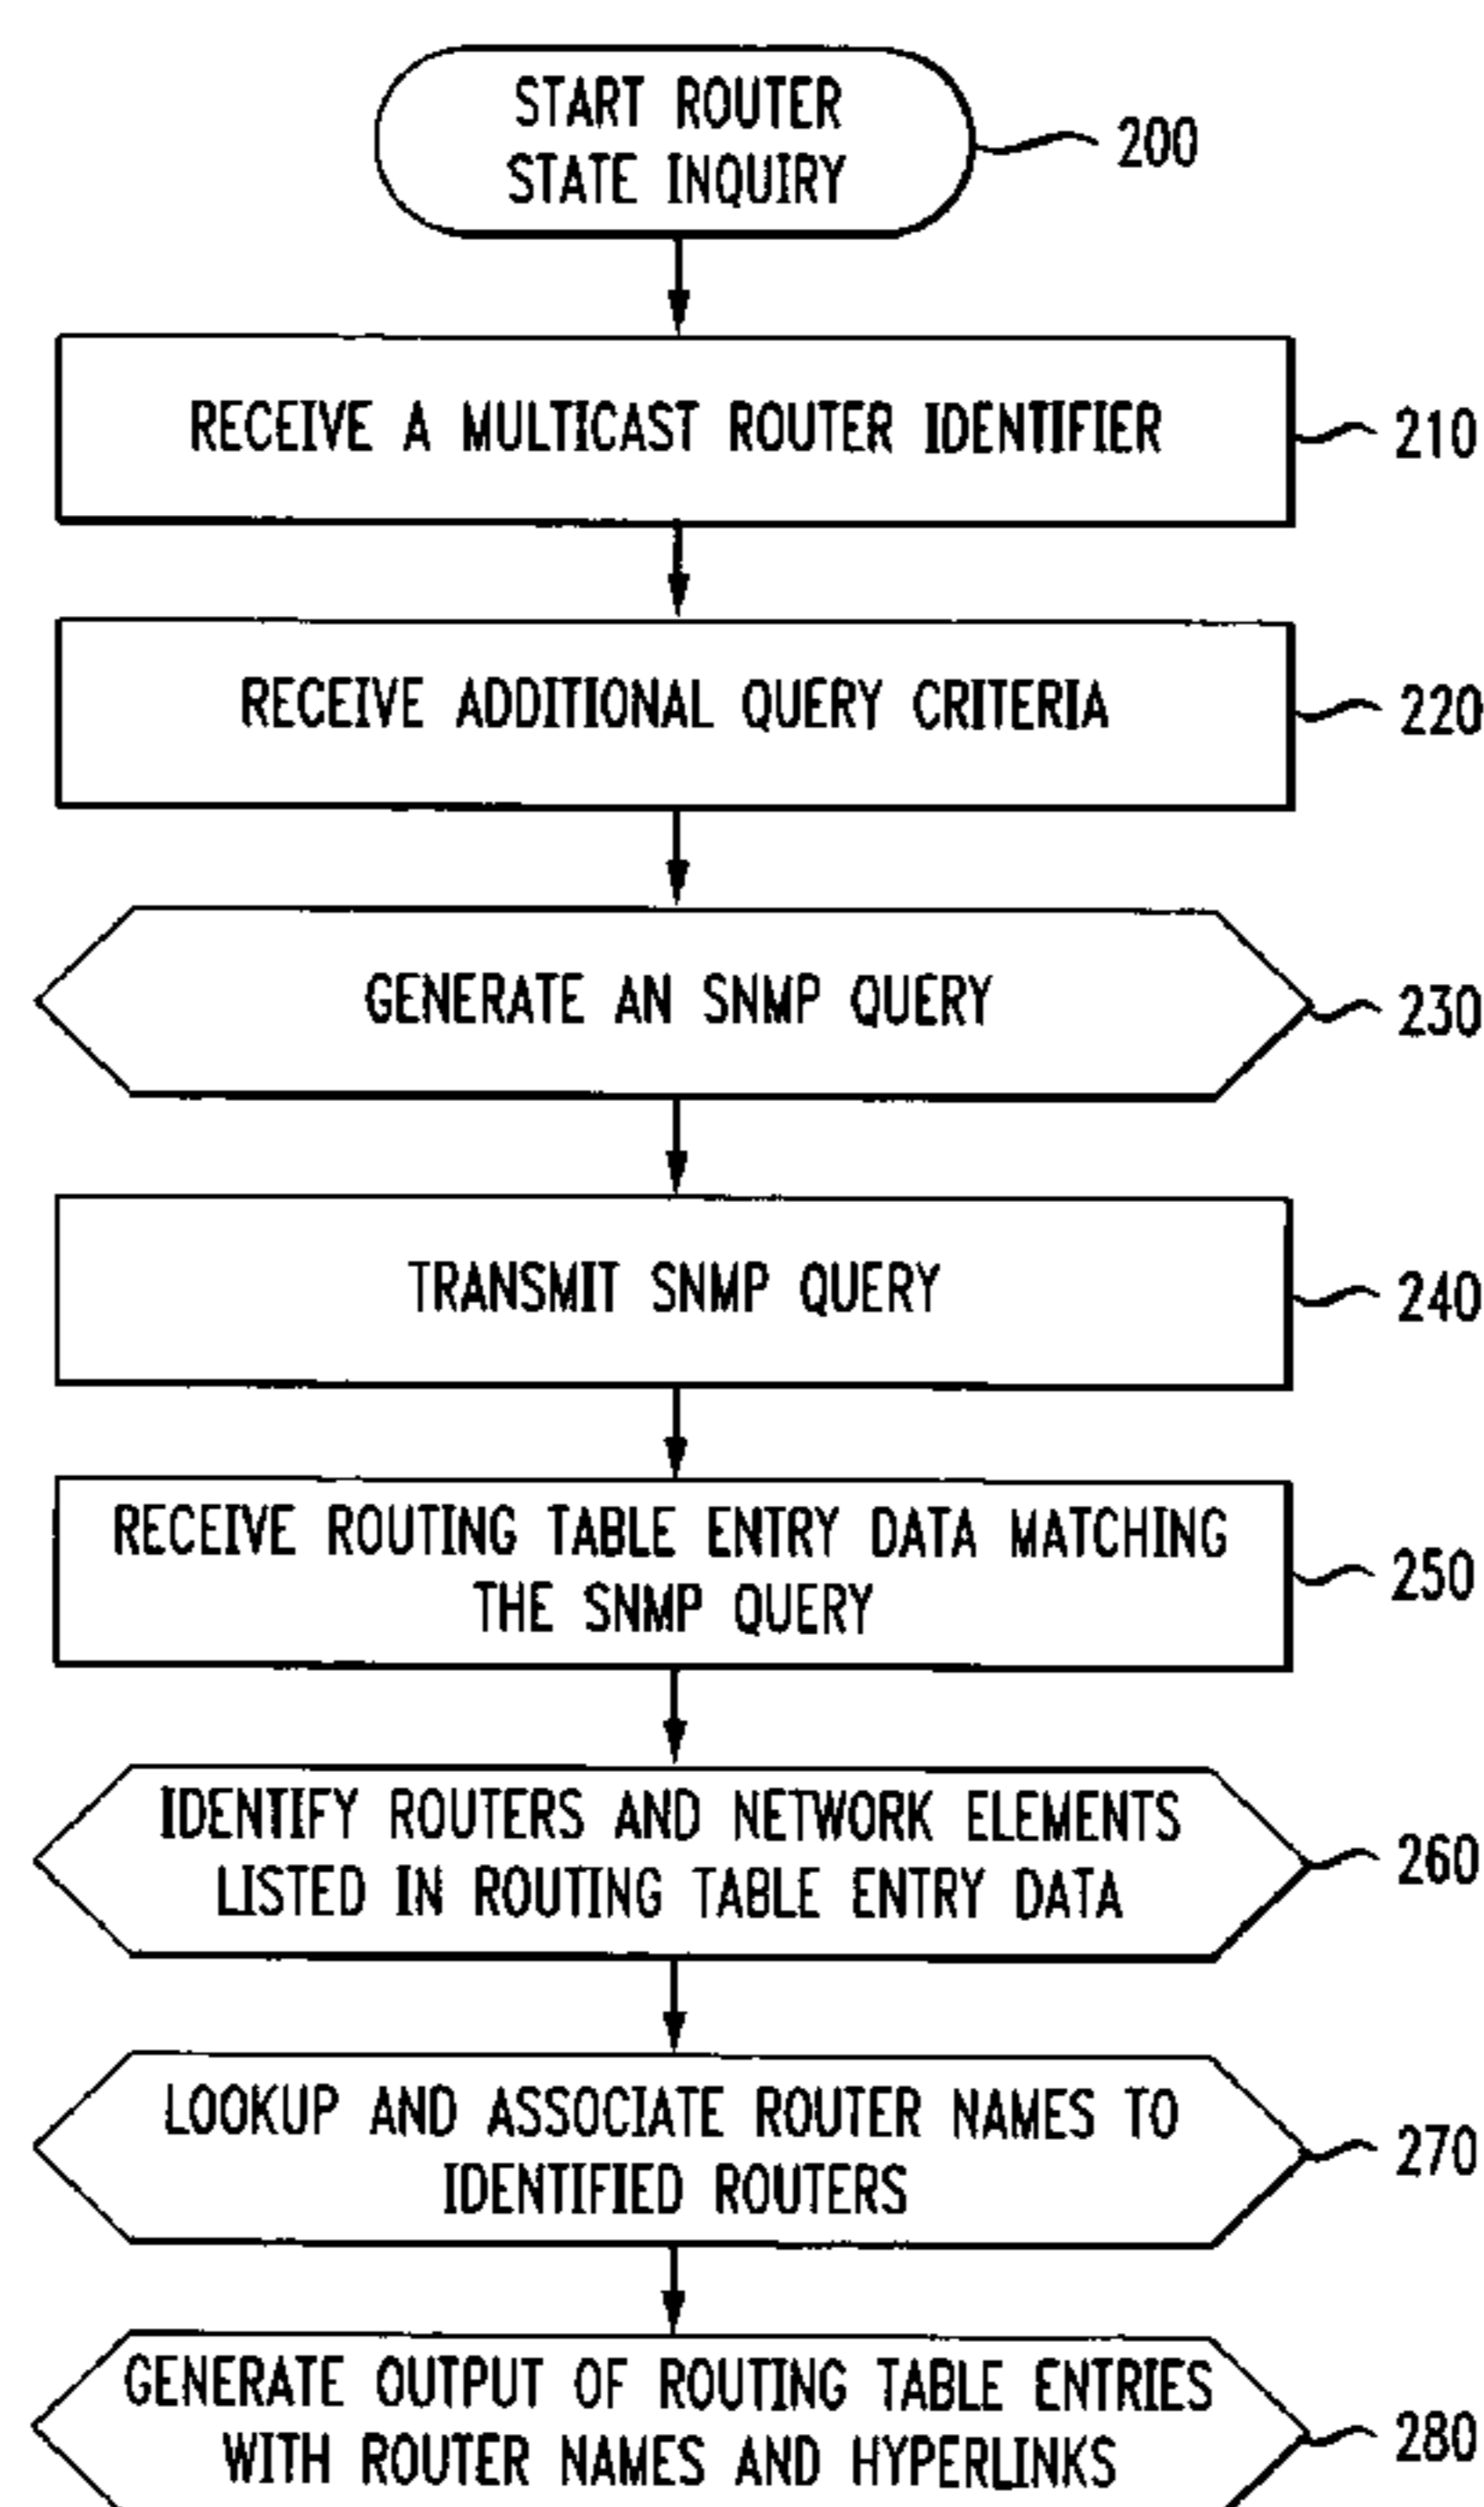 START ROUTER
STATE INQUIRY
200
RECEIVE A MULTICAST ROUTER IDENTIFIER
210
RECEIVE ADDITIONAL QUERY CRITERIA
220
GENERATE AN SNMP QUERY
230
TRANSMIT SNMP QUERY
240
RECEIVE ROUTING TABLE ENTRY DATA MATCHING
THE SNMP QUERY
250
IDENTIFY ROUTERS AND NETWORK ELEMENTS
LISTED IN ROUTING TABLE ENTRY DATA
260
LOOKUP AND ASSOCIATE ROUTER NAMES TO
IDENTIFIED ROUTERS
270
GENERATE OUTPUT OF ROUTING TABLE ENTRIES
WITH ROUTER NAMES AND HYPERLINKS
280